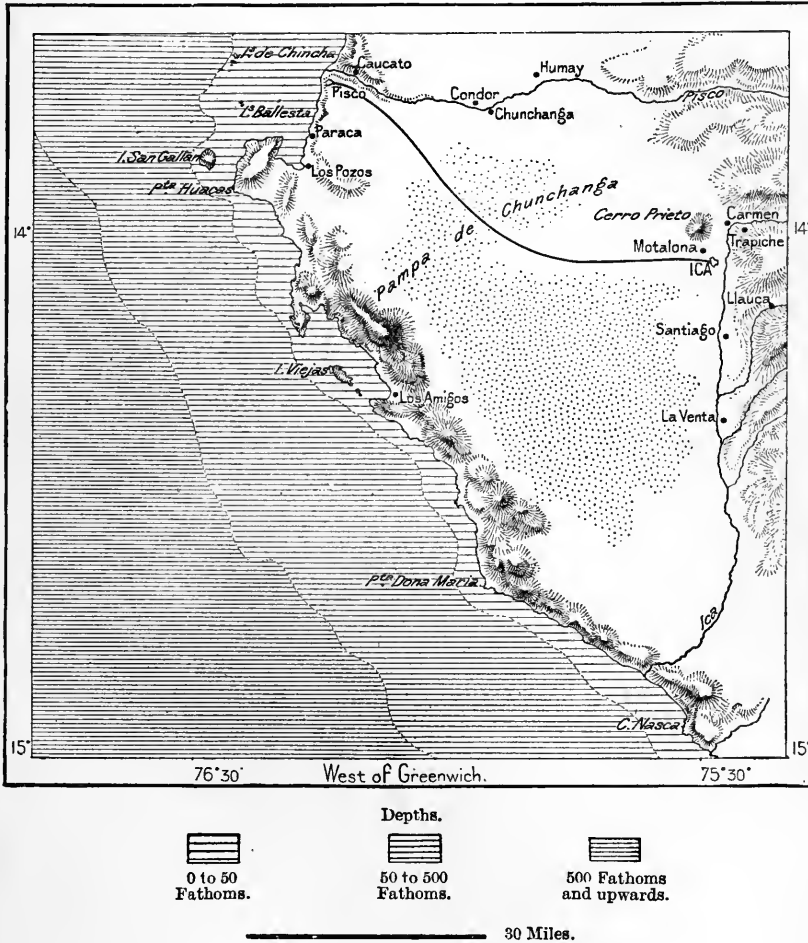 Iª de Chincha
Caucato
Humay
Pisco
Condor
Pisco
Chunchanga
Iª Ballesta
Paraca
I. San Gallan
Los Pozos
Pta Huacas
Pampa de Chunchanga
Cerro Prieto
Carmen
14°
14°
Trapiche
Motalona
ICA
Llauca
Santiago
I. Viejas
Los Amigos
La Venta
Pta Dona Maria
Ica
C. Nasca
15°
15°
76°30'
West of Greenwich.
75°30'
Depths.
0 to 50
Fathoms.
50 to 500
Fathoms.
500 Fathoms
and upwards.
30 Miles.